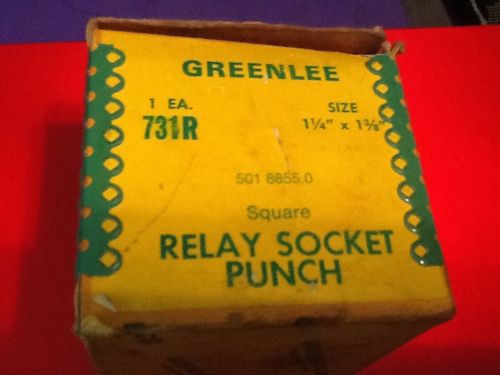 GREENLEE
1 EA. SIZE
731R 1¼" x 1⅜"
501 8855.0
Square
RELAY SOCKET
PUNCH